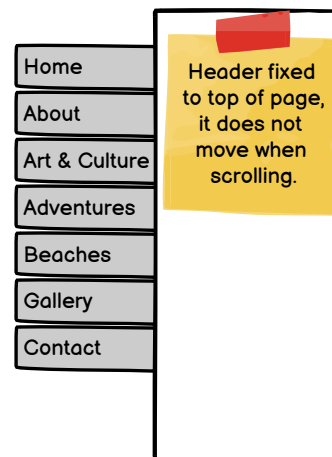 Home
About
Art & Culture
Adventures
Beaches
Gallery
Contact
Header fixed
to top of page,
it does not
move when
scrolling.